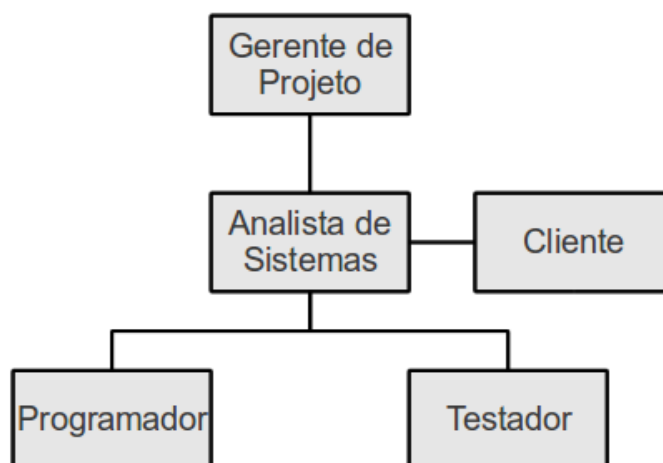 Gerente de
Projeto
Analista de
Sistemas
Cliente
Programador
Testador